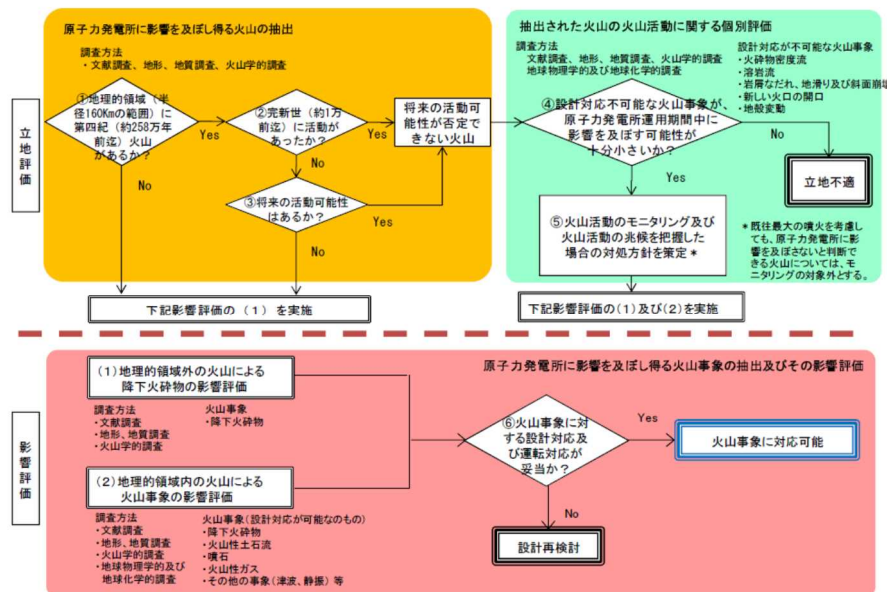 原子力発電所に影響を及ぼし得る火山の抽出
調査方法
・文献調査、地形、地質調査、火山学的調査
①地理的領域（半
径160Kmの範囲）に
第四紀（約258万年
前迄）火山
があるか？
Yes
No
②完新世（約1万
前迄）に活動が
あったか？
Yes
No
③将来の活動可能性
はあるか？
Yes
No
将来の活動可
能性が否定で
きない火山
抽出された火山の火山活動に関する個別評価
調査方法
文献調査、地形、地質調査、火山学的調査
地球物理学的及び地球化学的調査
設計対応が不可能な火山事象
・火砕物密度流
・溶岩流
・岩屑なだれ、地滑り及び斜面崩壊
・新しい火口の開口
・地殻変動
④設計対応不可能な火山事象が、
原子力発電所運用期間中に
影響を及ぼす可能性が
十分小さいか？
No
Yes
立地不適
⑤火山活動のモニタリング及び
火山活動の兆候を把握した
場合の対処方針を策定＊
＊既往最大の噴火を考慮し
ても、原子力発電所に影
響を及ぼさないと判断で
きる火山については、モ
ニタリングの対象外とする。
立地評価
下記影響評価の（1）を実施
下記影響評価の(1)及び(2)を実施
原子力発電所に影響を及ぼし得る火山事象の抽出及びその影響評価
影響評価
(1)地理的領域外の火山による
降下火砕物の影響評価
調査方法
・文献調査
・地形、地質調査
・火山学的調査
火山事象
・降下火砕物
(2)地理的領域内の火山による
火山事象の影響評価
調査方法
・文献調査
・地形、地質調査
・火山学的調査
・地球物理学的及び
地球化学的調査
火山事象(設計対応が可能なもの)
・降下火砕物
・火山性土石流
・噴石
・火山性ガス
・その他の事象(津波、静振)等
⑥火山事象に対
する設計対応及
び運転対応が
妥当か？
Yes
No
火山事象に対応可能
設計再検討